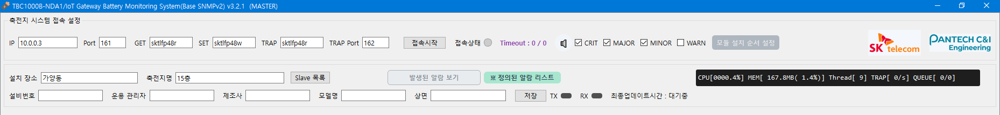 TBC1000B-NDA1/IoT Gateway Battery Monitoring System(Base SNMPv2) v3.2.1 (MASTER)
축전지 시스템 접속 설정
IP 10.0.0.3 Port 161 GET sktlfp48r SET sktlfp48w TRAP sktlfp48r TRAP Port 162 접속시작 접속상태 Timeout : 0 / 0 CRIT MAJOR MINOR WARN 모듈 설치 순서 설정
SK telecom
PANTECH C&I Engineering
설치 장소 가양동 축전지명 15층 Slave 목록 발생된 알람 보기 ※ 정의된 알람 리스트 CPU[0000.4%] MEM[ 167.8MB( 1.4%)] Thread[ 9] TRAP[ 0/s] QUEUE[ 0/0]
설비번호 운용 관리자 제조사 모델명 상면 저장 TX RX 최종업데이트시간 : 대기중